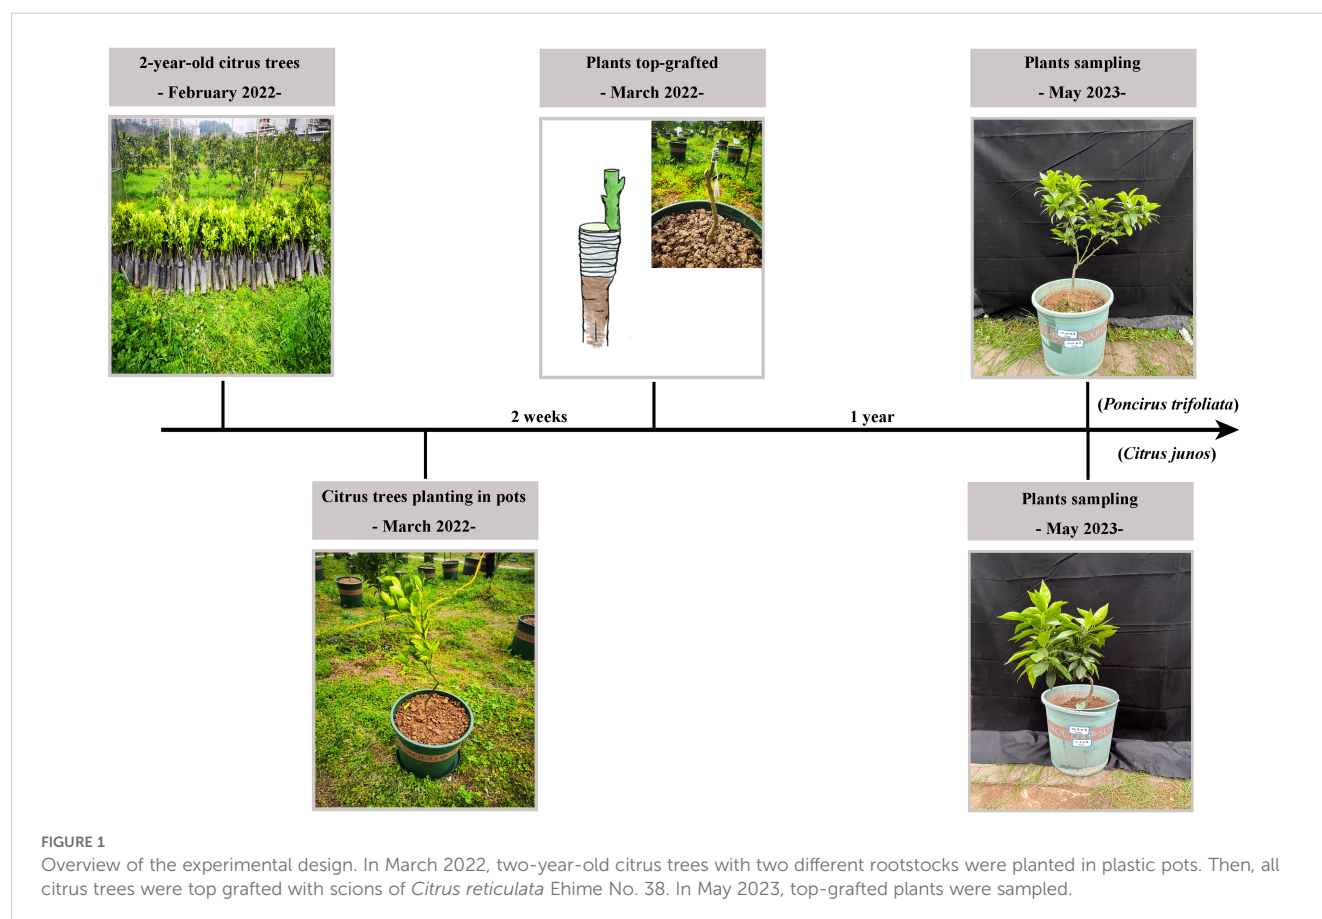 2-year-old citrus trees
- February 2022-
Plants top-grafted
- March 2022-
Plants sampling
- May 2023-
2 weeks
1 year
(Poncirus trifoliata)
(Citrus junos)
Citrus trees planting in pots
- March 2022-
Plants sampling
- May 2023-
FIGURE 1
Overview of the experimental design. In March 2022, two-year-old citrus trees with two different rootstocks were planted in plastic pots. Then, all
citrus trees were top grafted with scions of Citrus reticulata Ehime No. 38. In May 2023, top-grafted plants were sampled.